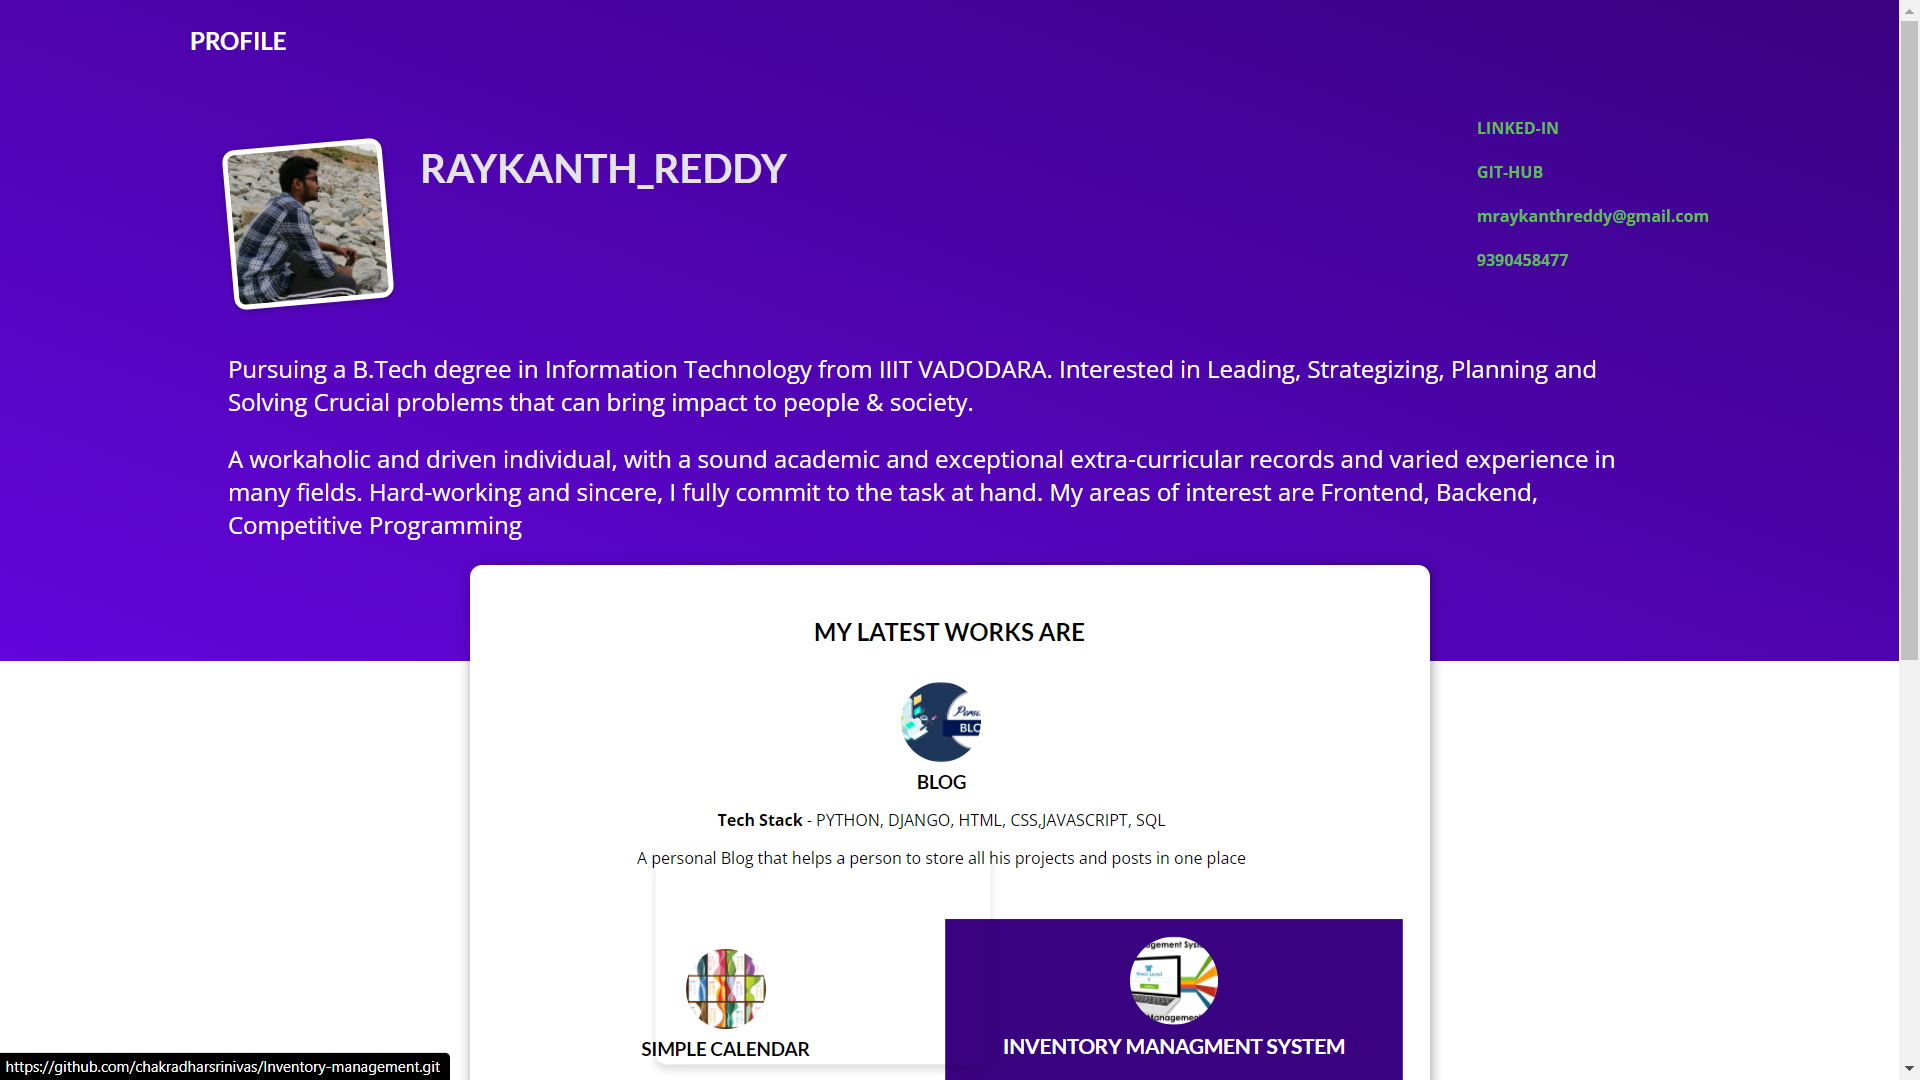 PROFILE
RAYKANTH_REDDY
LINKED-IN
GIT-HUB
mraykanthreddy@gmail.com
9390458477
Pursuing a B.Tech degree in Information Technology from IIIT VADODARA. Interested in Leading, Strategizing, Planning and
Solving Crucial problems that can bring impact to people & society.
A workaholic and driven individual, with a sound academic and exceptional extra-curricular records and varied experience in
many fields. Hard-working and sincere, I fully commit to the task at hand. My areas of interest are Frontend, Backend,
Competitive Programming
MY LATEST WORKS ARE
BLOG
Tech Stack - PYTHON, DJANGO, HTML, CSS,JAVASCRIPT, SQL
A personal Blog that helps a person to store all his projects and posts in one place
SIMPLE CALENDAR
INVENTORY MANAGMENT SYSTEM
https://github.com/chakradharsrinivas/Inventory-management.git